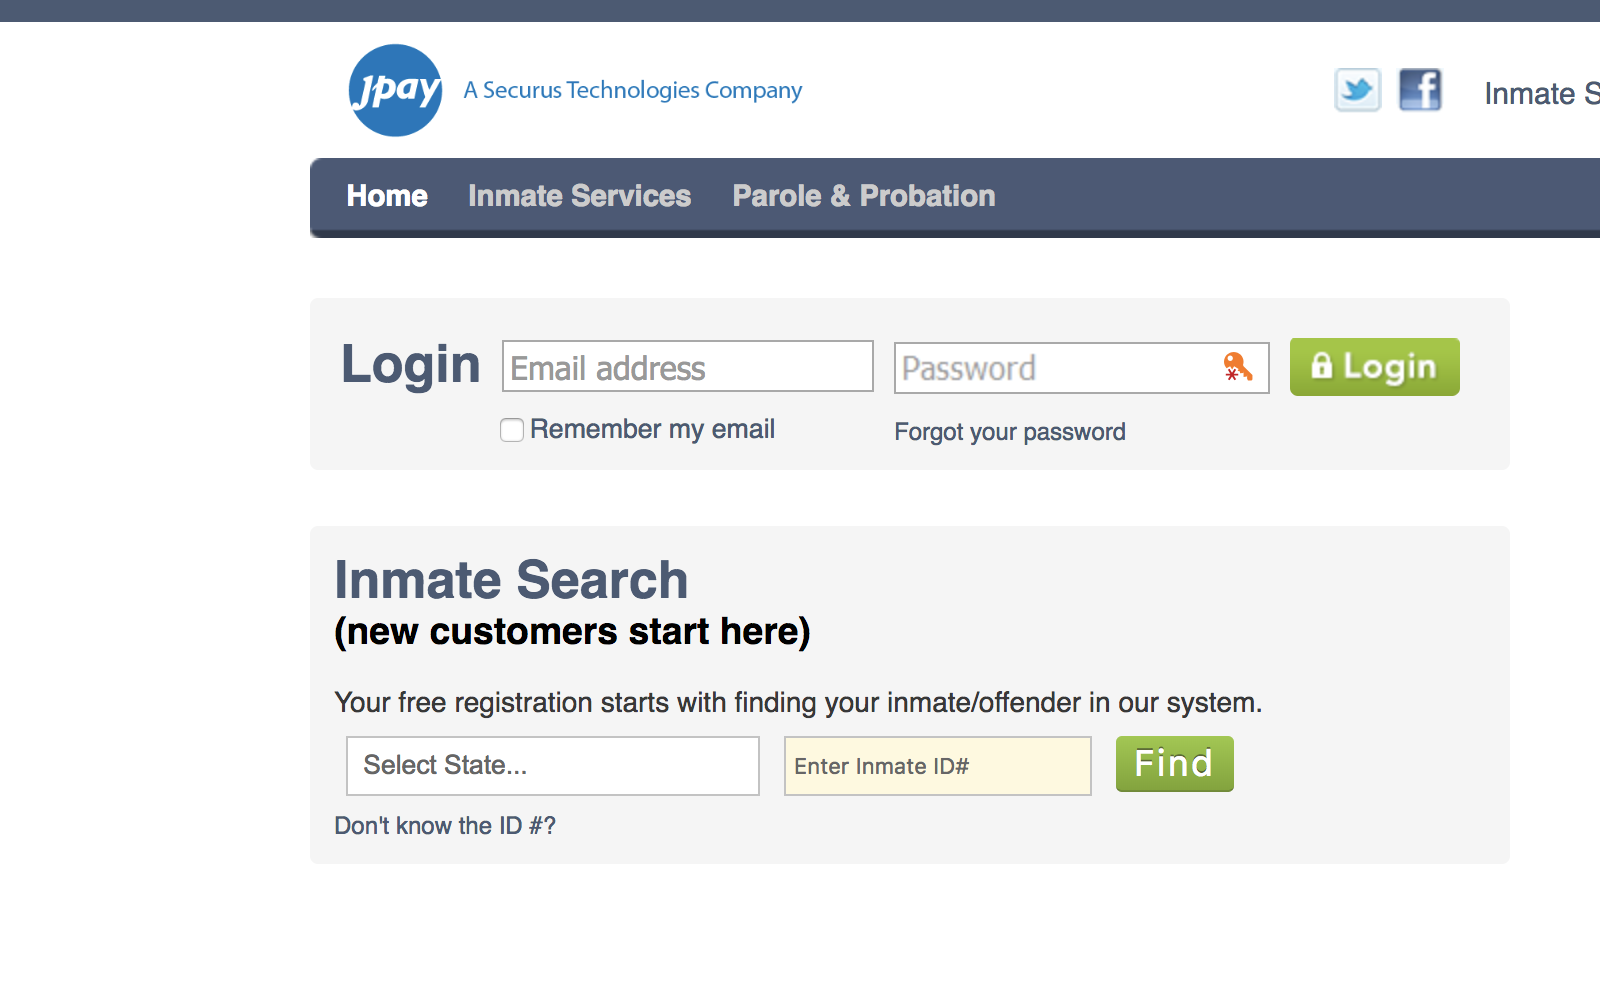 jpay A Securus Technologies Company
Inmate S
Home Inmate Services Parole & Probation
Login Email address Password Login
Remember my email Forgot your password
Inmate Search
(new customers start here)
Your free registration starts with finding your inmate/offender in our system.
Select State... Enter Inmate ID# Find
Don't know the ID #?